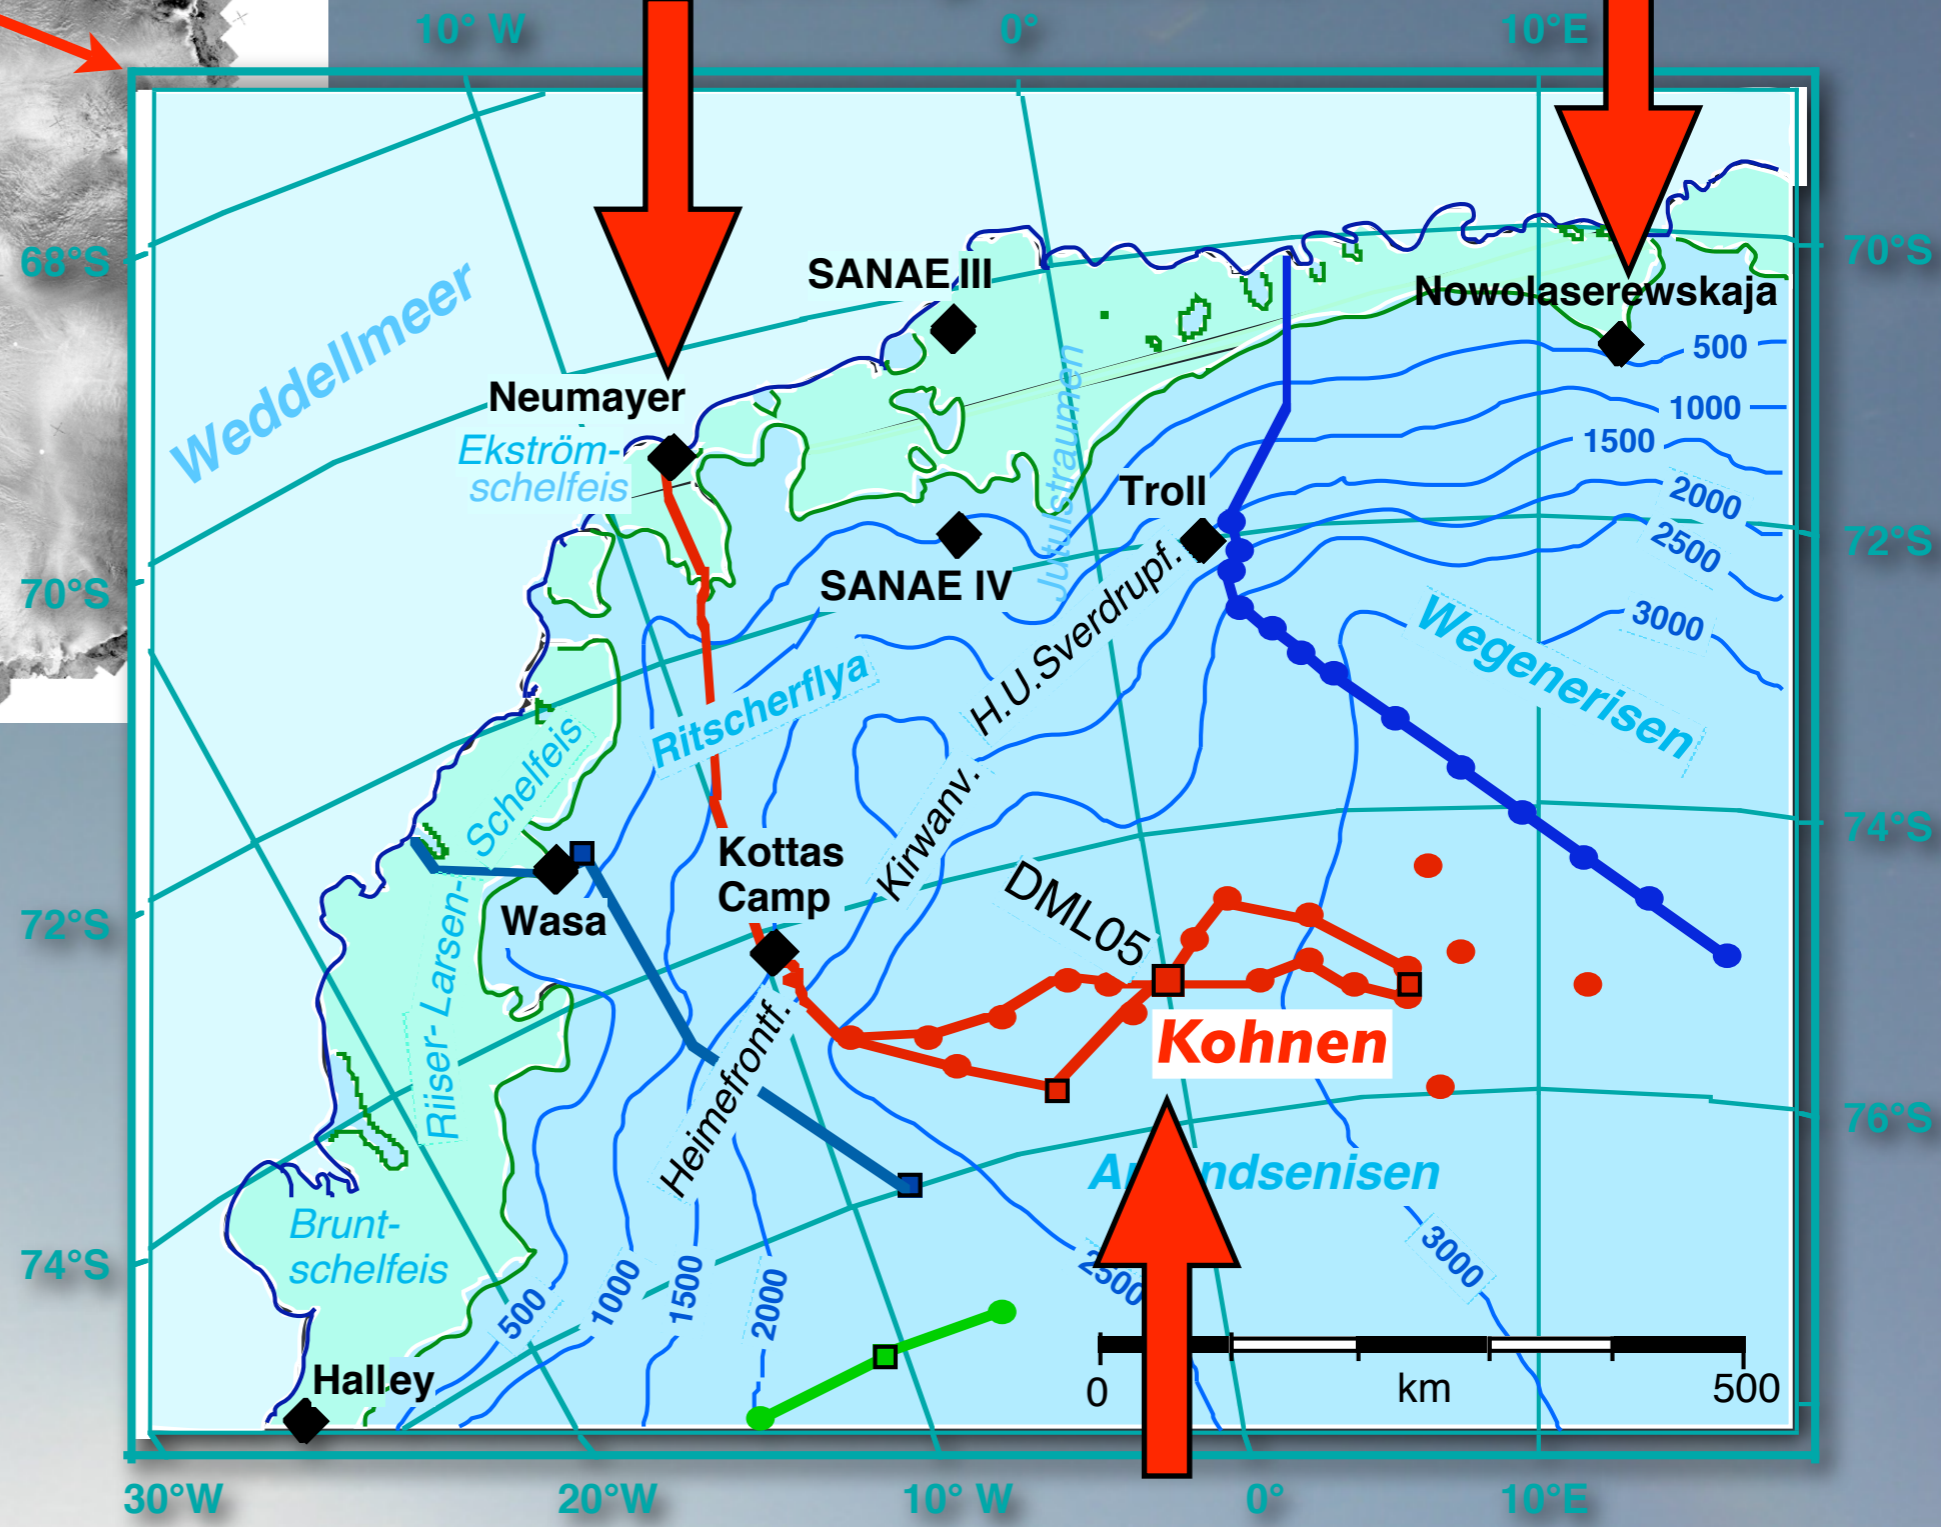 10° W
0°
10°E
68°S
70°S
SANAE III
Nowolaserewskaja
Weddellmeer
500
Neumayer
1000
Ekström-
schelfeis
1500
Jutulstraumen
Troll
2000
72°S
2500
70°S
SANAE IV
3000
H.U.Sverdrupf.
Wegenerisen
Ritscherflya
Schelfeis
Kirwanv.
74°S
Kottas
Camp
DML05
Wasa
72°S
Riiser- Larsen-
Kohnen
Heimefrontf.
76°S
Brunt-
schelfeis
74°S
500
1000
1500
2000
2500
3000
Halley
0
km
500
30°W
20°W
10° W
0°
10°E